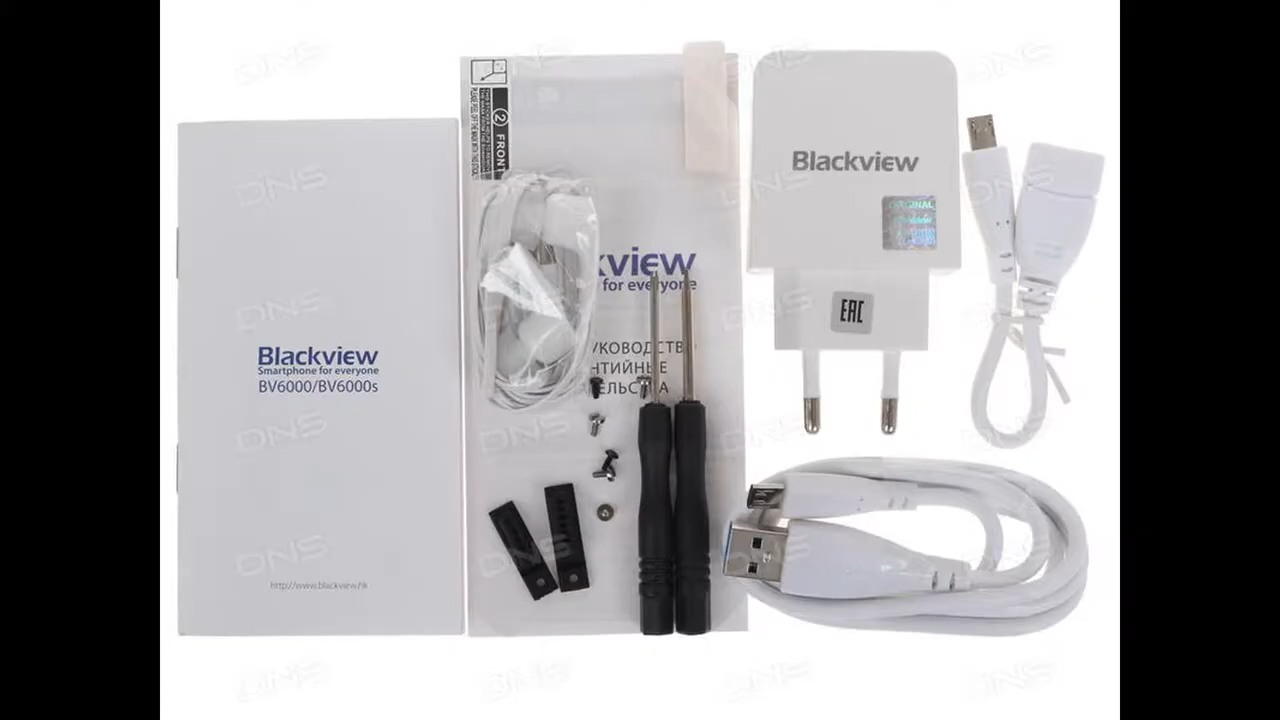 Blackview
Smartphone for everyone
BV6000/BV6000s
http://www.blackview.hk
2 FRONT
kview
for everyone
УКОВОДСТВ
НТИЙНЫЕ
Blackview
ORIGINAL
EAC
DNS